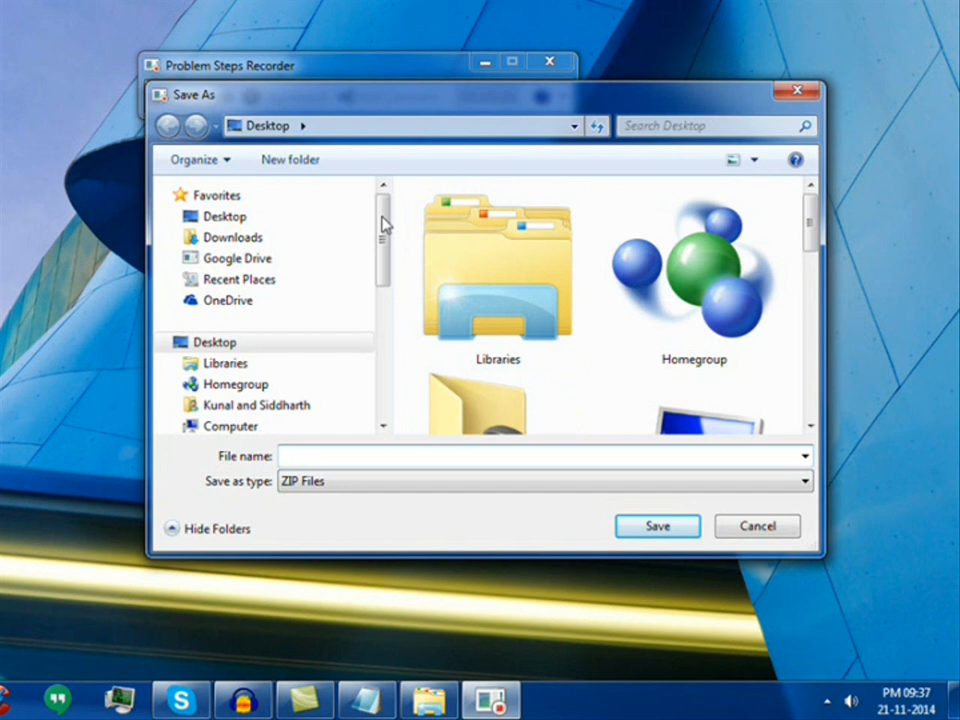 Problem Steps Recorder
Save As
Desktop
Search Desktop
Organize
New folder
Favorites
Desktop
Downloads
Google Drive
Recent Places
OneDrive
Desktop
Libraries
Homegroup
Kunal and Siddharth
Computer
Libraries
Homegroup
File name:
Save as type: ZIP Files
Hide Folders
Save
Cancel
PM 09:37
21-11-2014